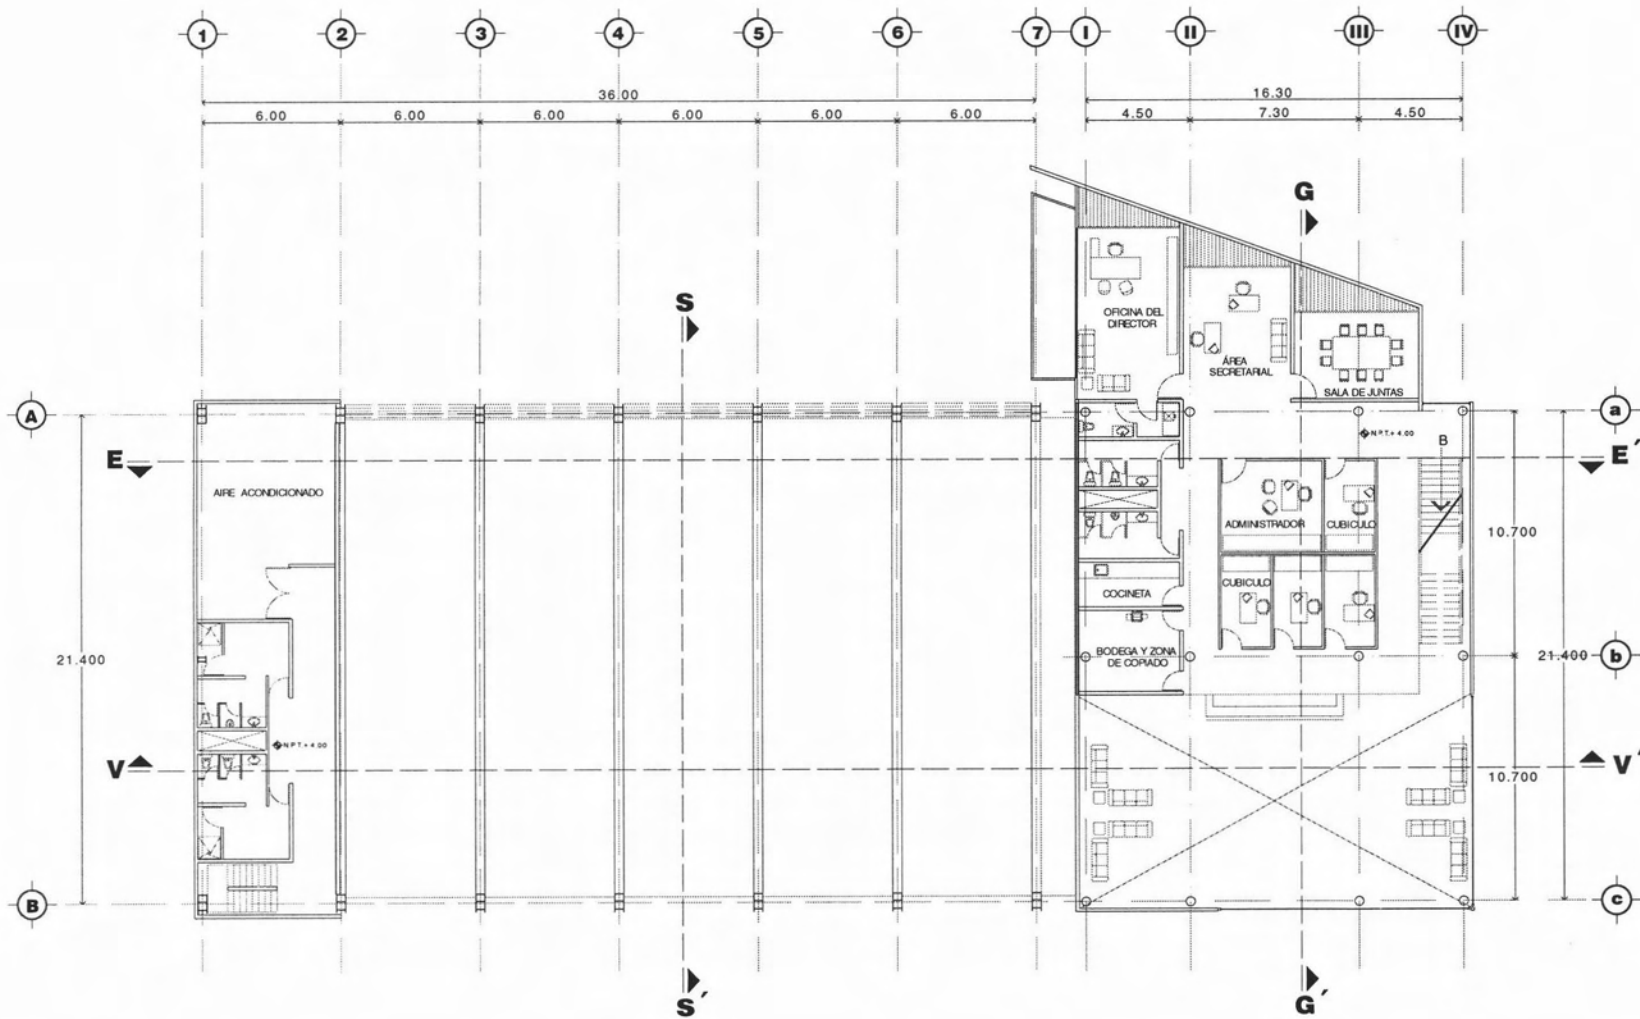 1 2 3 4 5 6 7 I II III IV
36.00 16.30
6.00 6.00 6.00 6.00 6.00 6.00 4.50 7.30 4.50
G
S
OFICINA DEL
DIRECTOR
ÁREA
SECRETARIAL
SALA DE JUNTAS
A a
N.P.T.+ 4.00
B
E E´
AIRE ACONDICIONADO
ADMINISTRADOR CUBICULO
10.700
CUBICULO
COCINETA
BODEGA Y ZONA
DE COPIADO
21.400 21.400 b
N.P.T.+ 4.00
V V´
10.700
B c
S´ G´